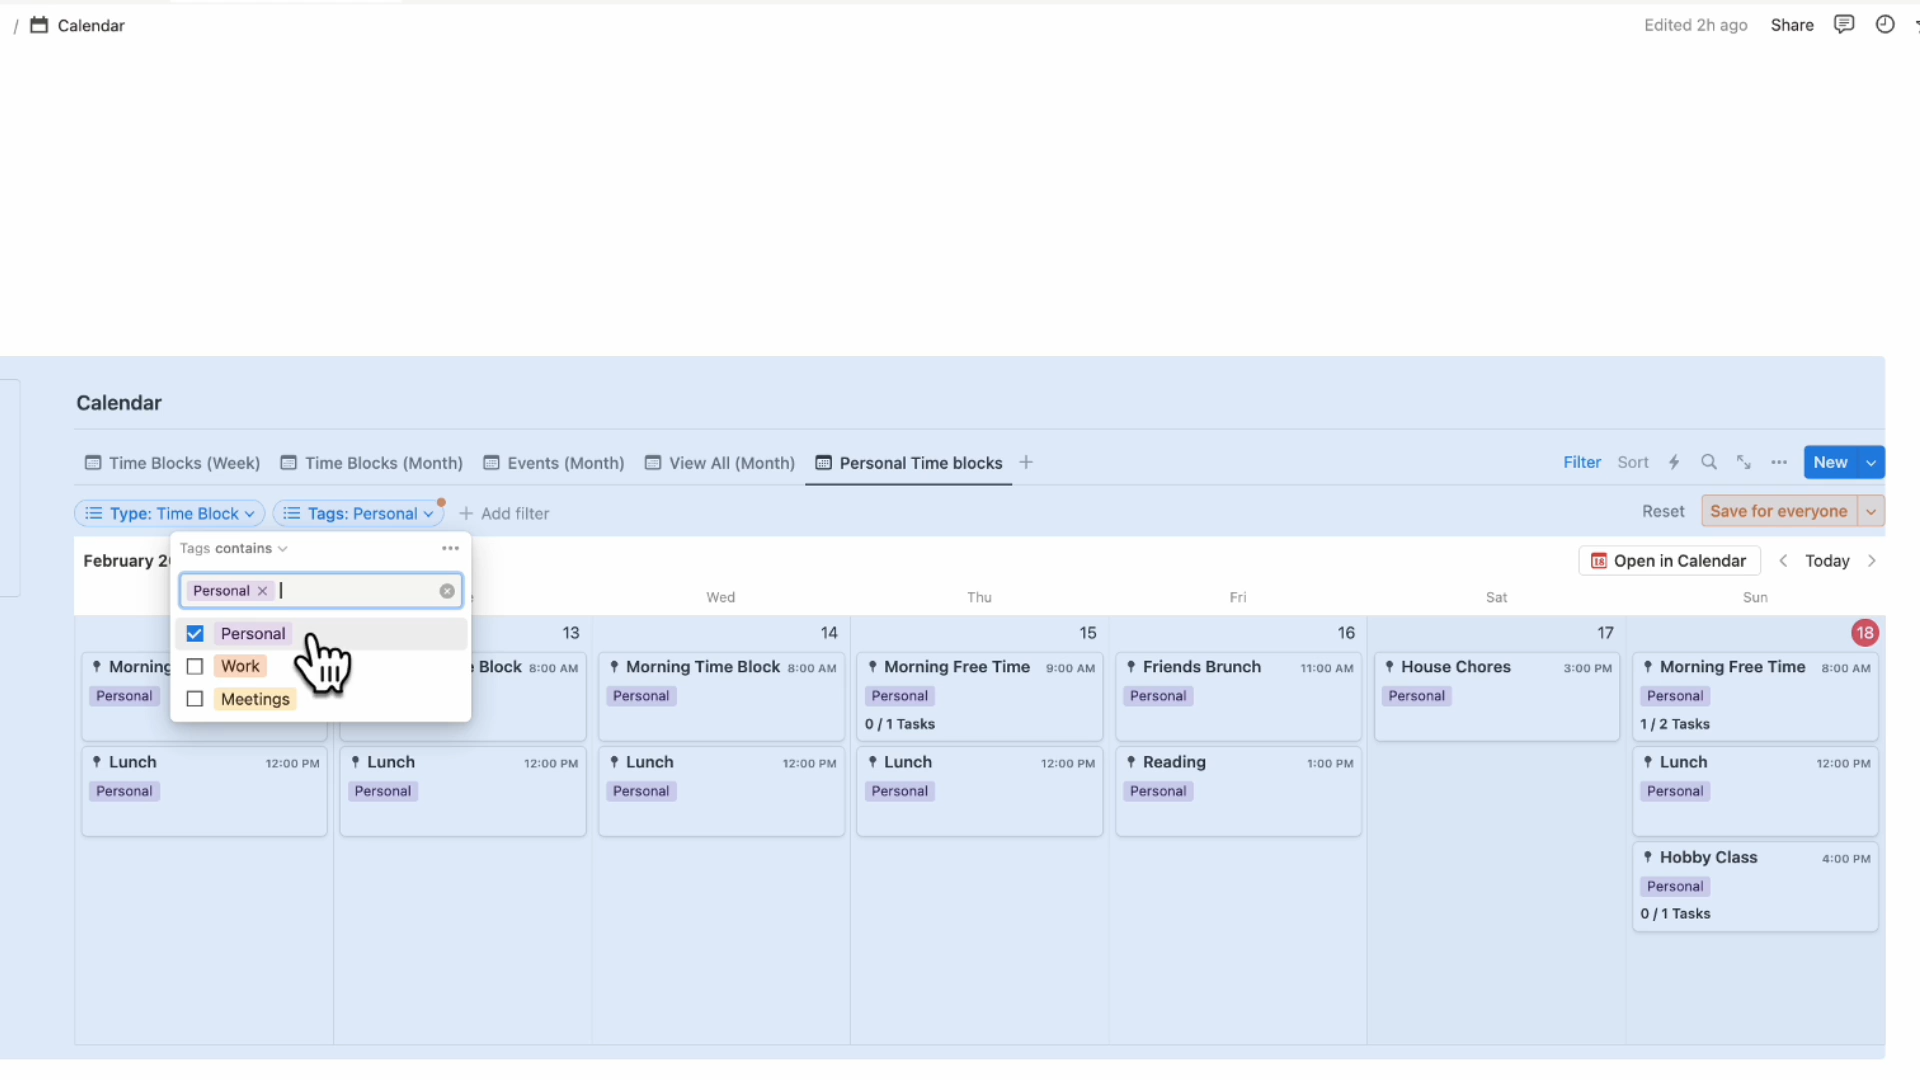 / Calendar
Edited 2h ago Share
Calendar
Time Blocks (Week) Time Blocks (Month) Events (Month) View All (Month) Personal Time blocks +
Filter Sort New
Type: Time Block Tags: Personal + Add filter
Reset Save for everyone
Tags contains
February 2
Open in Calendar < Today >
Personal ×
Wed Thu Fri Sat Sun
Personal
Work
Meetings
13 14 15 16 17 18
Morning
Personal
Block 8:00 AM
Morning Time Block 8:00 AM
Personal
Morning Free Time 9:00 AM
Personal
0 / 1 Tasks
Friends Brunch 11:00 AM
Personal
House Chores 3:00 PM
Personal
Morning Free Time 8:00 AM
Personal
1 / 2 Tasks
Lunch 12:00 PM
Personal
Lunch 12:00 PM
Personal
Lunch 12:00 PM
Personal
Lunch 12:00 PM
Personal
Reading 1:00 PM
Personal
Lunch 12:00 PM
Personal
Hobby Class 4:00 PM
Personal
0 / 1 Tasks